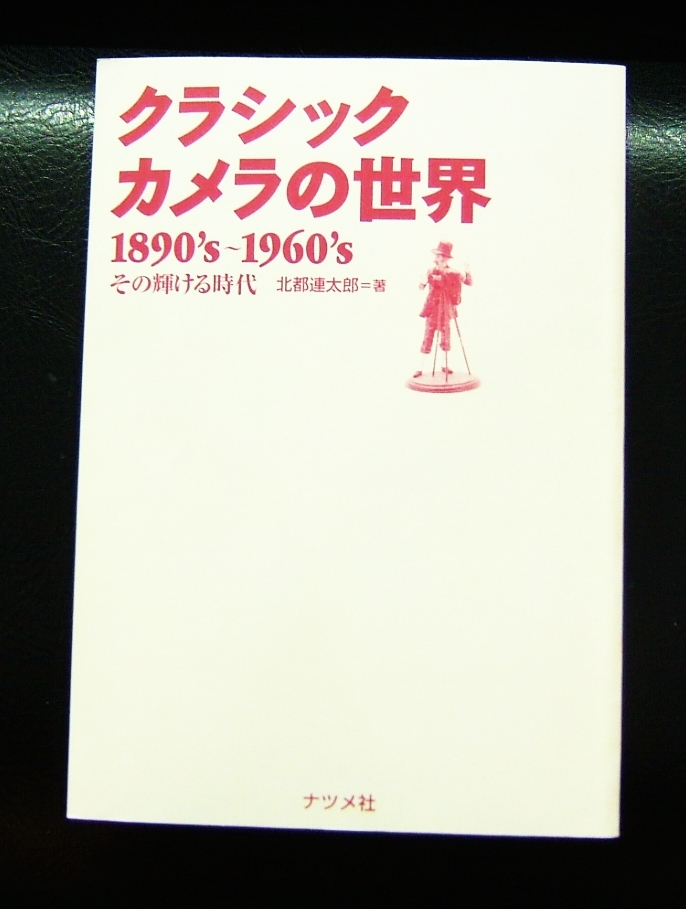 クラシック
カメラの世界
1890's~1960's
その輝ける時代 北都連太郎=著
ナツメ社